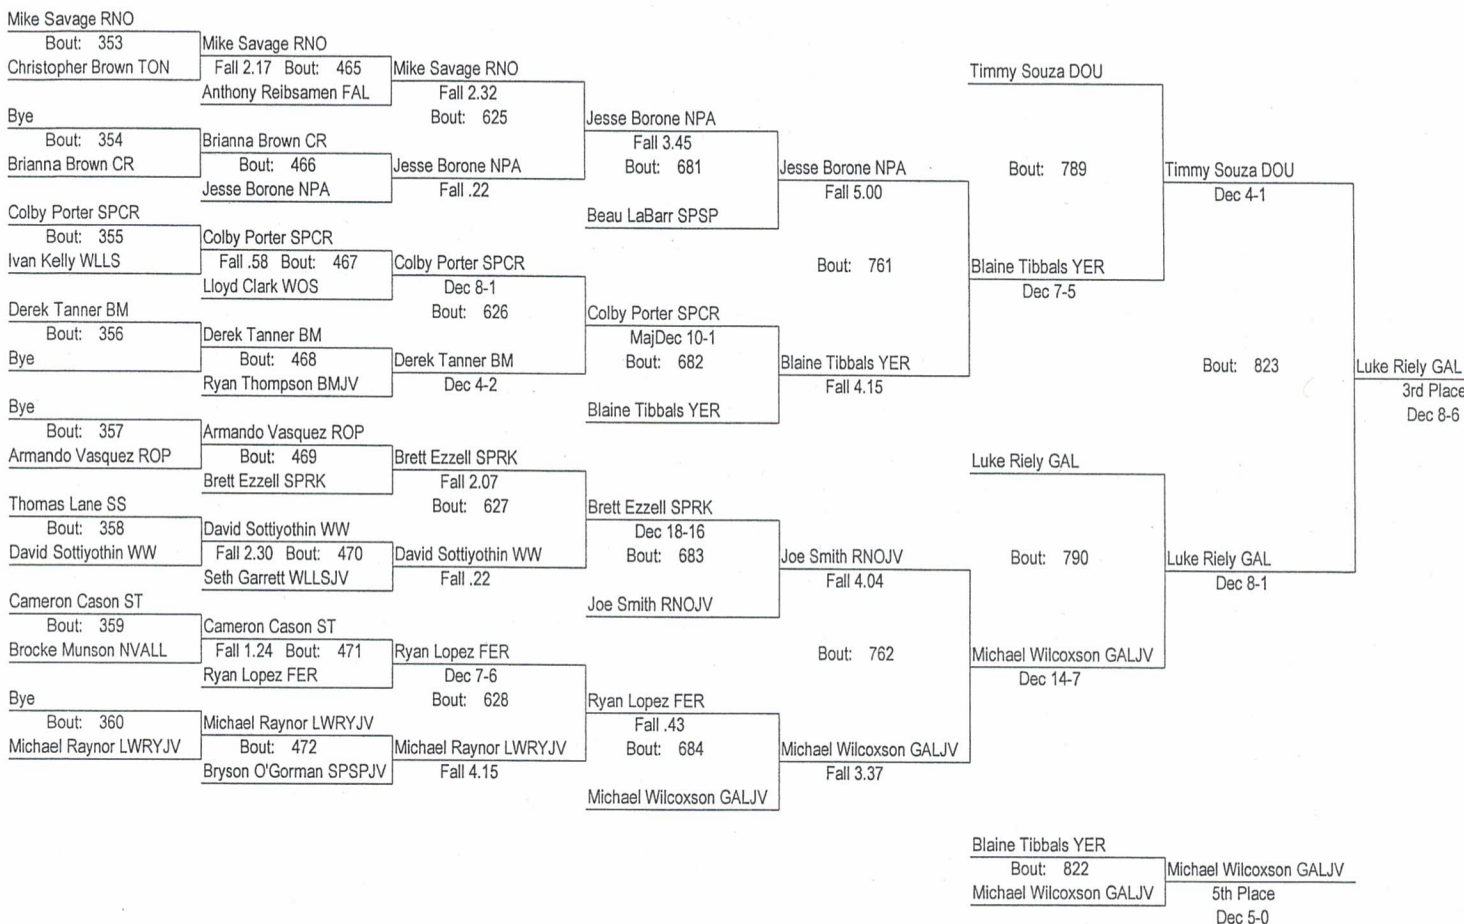 Mike Savage RNO
Bout: 353
Christopher Brown TON
Bye
Bout: 354
Brianna Brown CR
Colby Porter SPCR
Bout: 355
Ivan Kelly WLLS
Derek Tanner BM
Bout: 356
Bye
Bye
Bout: 357
Armando Vasquez ROP
Thomas Lane SS
Bout: 358
David Sottiyothin WW
Cameron Cason ST
Bout: 359
Brocke Munson NVALL
Bye
Bout: 360
Michael Raynor LWRYJV
Mike Savage RNO
Fall 2.17 Bout: 465
Anthony Reibsamen FAL
Brianna Brown CR
Bout: 466
Jesse Borone NPA
Colby Porter SPCR
Fall .58 Bout: 467
Lloyd Clark WOS
Derek Tanner BM
Bout: 468
Ryan Thompson BMJV
Armando Vasquez ROP
Bout: 469
Brett Ezzell SPRK
David Sottiyothin WW
Fall 2.30 Bout: 470
Seth Garrett WLLSJV
Cameron Cason ST
Fall 1.24 Bout: 471
Ryan Lopez FER
Michael Raynor LWRYJV
Bout: 472
Bryson O'Gorman SPSPJV
Mike Savage RNO
Fall 2.32
Bout: 625
Jesse Borone NPA
Fall .22
Colby Porter SPCR
Dec 8-1
Bout: 626
Derek Tanner BM
Dec 4-2
Brett Ezzell SPRK
Fall 2.07
Bout: 627
David Sottiyothin WW
Fall .22
Ryan Lopez FER
Dec 7-6
Bout: 628
Michael Raynor LWRYJV
Fall 4.15
Jesse Borone NPA
Fall 3.45
Bout: 681
Beau LaBarr SPSP
Colby Porter SPCR
MajDec 10-1
Bout: 682
Blaine Tibbals YER
Brett Ezzell SPRK
Dec 18-16
Bout: 683
Joe Smith RNOJV
Ryan Lopez FER
Fall .43
Bout: 684
Michael Wilcoxson GALJV
Jesse Borone NPA
Fall 5.00
Bout: 761
Blaine Tibbals YER
Fall 4.15
Joe Smith RNOJV
Fall 4.04
Bout: 762
Michael Wilcoxson GALJV
Fall 3.37
Timmy Souza DOU
Bout: 789
Blaine Tibbals YER
Dec 7-5
Luke Riely GAL
Bout: 790
Michael Wilcoxson GALJV
Dec 14-7
Timmy Souza DOU
Dec 4-1
Bout: 823
Luke Riely GAL
Dec 8-1
Luke Riely GAL
3rd Place
Dec 8-6
Blaine Tibbals YER
Bout: 822
Michael Wilcoxson GALJV
Michael Wilcoxson GALJV
5th Place
Dec 5-0